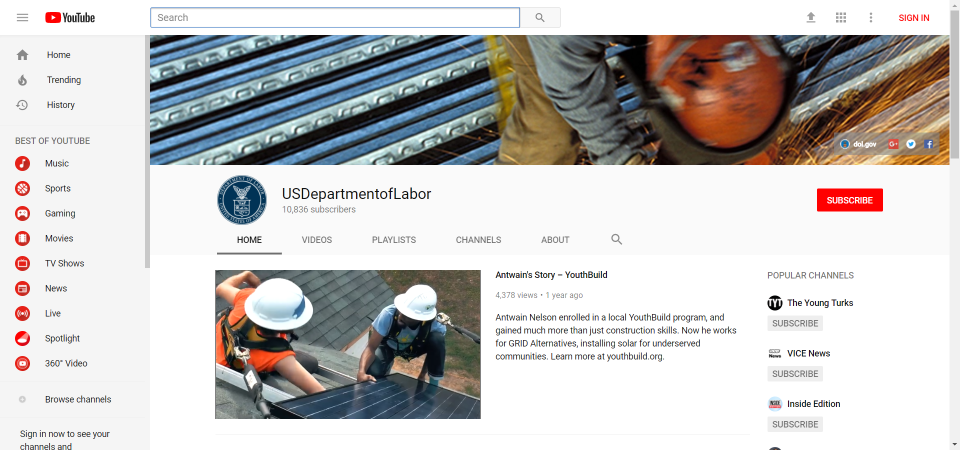 YouTube
Search
SIGN IN
Home
Trending
History
BEST OF YOUTUBE
Music
Sports
Gaming
Movies
TV Shows
News
Live
Spotlight
360° Video
Browse channels
Sign in now to see your
channels and
dol.gov
USDepartmentofLabor
10,836 subscribers
SUBSCRIBE
HOME
VIDEOS
PLAYLISTS
CHANNELS
ABOUT
Antwain's Story – YouthBuild
4,378 views • 1 year ago
Antwain Nelson enrolled in a local YouthBuild program, and
gained much more than just construction skills. Now he works
for GRID Alternatives, installing solar for underserved
communities. Learn more at youthbuild.org.
POPULAR CHANNELS
TYT
The Young Turks
SUBSCRIBE
VICE News
SUBSCRIBE
Inside Edition
SUBSCRIBE